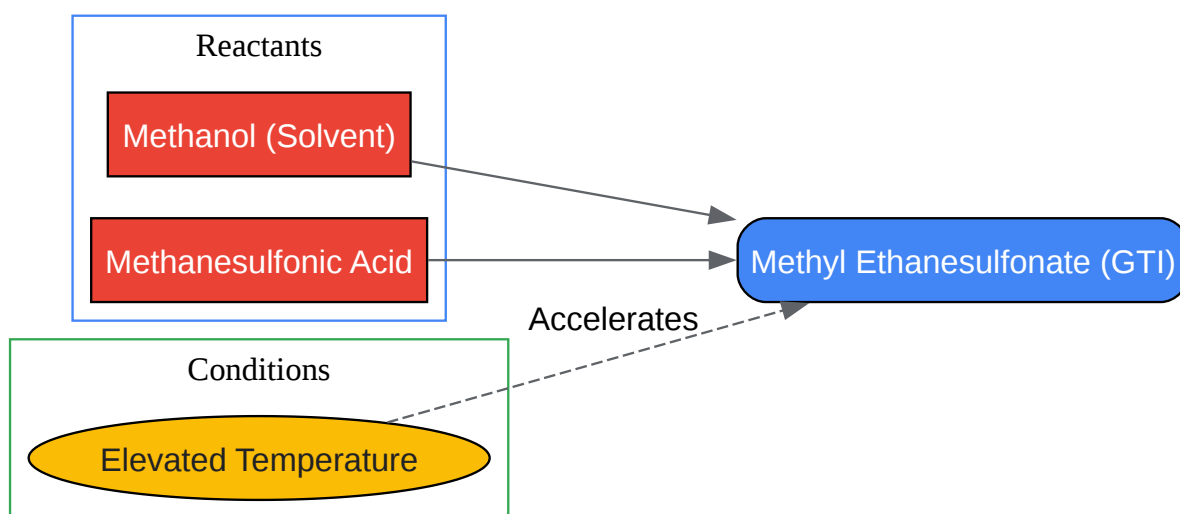 Reactants
Methanol (Solvent)
Methanesulfonic Acid
Methyl Ethanesulfonate (GTI)
Accelerates
Conditions
Elevated Temperature